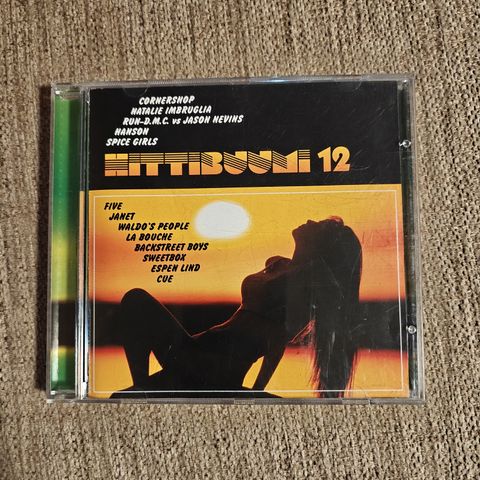 CORNERSHOP
NATALIE IMBRUGLIA
RUN-D.M.C. vs JASON NEVINS
HANSON
SPICE GIRLS
HITTIBUUMI 12
FIVE
JANET
WALDO'S PEOPLE
LA BOUCHE
BACKSTREET BOYS
SWEETBOX
ESPEN LIND
CUE